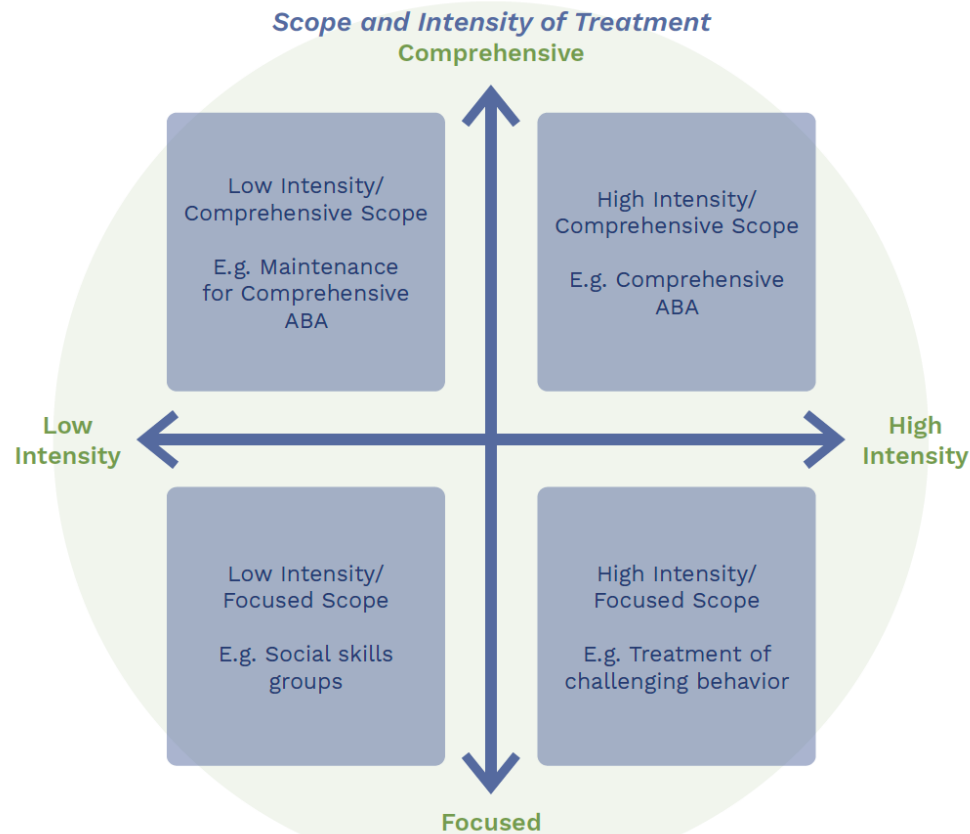 Scope and Intensity of Treatment
Comprehensive
Low Intensity/
Comprehensive Scope
E.g. Maintenance
for Comprehensive
ABA
High Intensity/
Comprehensive Scope
E.g. Comprehensive
ABA
Low
Intensity
High
Intensity
Low Intensity/
Focused Scope
E.g. Social skills
groups
High Intensity/
Focused Scope
E.g. Treatment of
challenging behavior
Focused